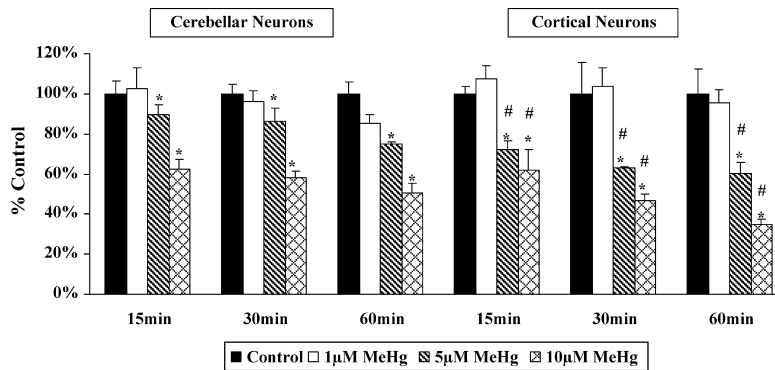 Cerebellar Neurons Cortical Neurons
120%
100%
80%
60%
40%
20%
0%
% Control
* * * * * *
# # # # # #
* * * * * *
15min 30min 60min 15min 30min 60min
Control 1μM MeHg 5μM MeHg 10μM MeHg